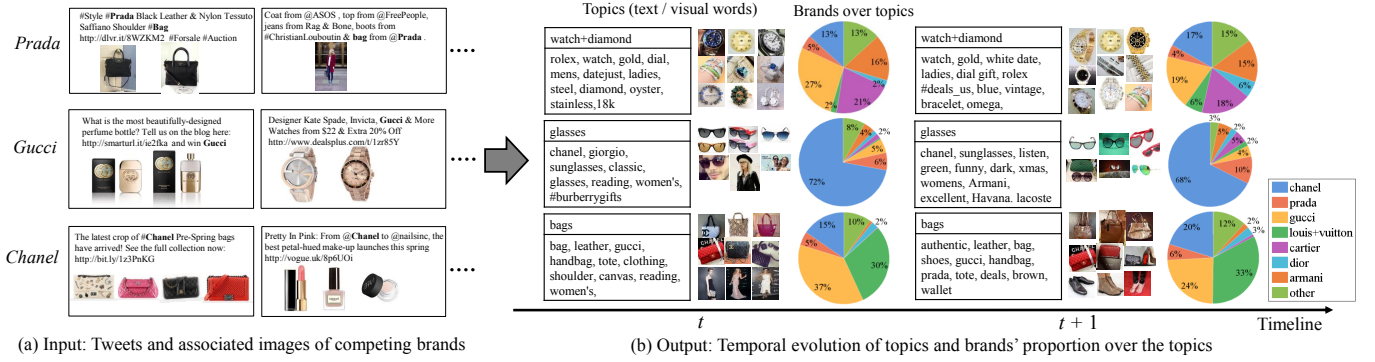 Prada
#Style #Prada Black Leather & Nylon Tessuto
Saffiano Shoulder #Bag
http://dlvr.it/8WZKM2 #Forsale #Auction
Coat from @ASOS , top from @FreePeople,
jeans from Rag & Bone, boots from
#ChristianLouboutin & bag from @Prada .
....
Gucci
What is the most beautifully-designed
perfume bottle? Tell us on the blog here:
http://smarturl.it/ie2fka and win Gucci
Designer Kate Spade, Invicta, Gucci & More
Watches from $22 & Extra 20% Off
http://www.dealsplus.com/t/1zr85Y
....
Chanel
The latest crop of #Chanel Pre-Spring bags
have arrived! See the full collection now:
http://bit.ly/1z3PnKG
Pretty In Pink: From @Chanel to @nailsinc, the
best petal-hued make-up launches this spring
http://vogue.uk/8p6UOi
....
(a) Input: Tweets and associated images of competing brands
Topics (text / visual words)
Brands over topics
watch+diamond
rolex, watch, gold, dial,
mens, datejust, ladies,
steel, diamond, oyster,
stainless,18k
13%
13%
5%
16%
27%
2%
2%
21%
watch+diamond
watch, gold, white date,
ladies, dial gift, rolex
#deals_us, blue, vintage,
bracelet, omega,
17%
15%
4%
15%
19%
6%
6%
18%
glasses
chanel, giorgio,
sunglasses, classic,
glasses, reading, women's,
#burberrygifts
8%
4%
2%
5%
6%
72%
glasses
chanel, sunglasses, listen,
green, funny, dark, xmas,
womens, Armani,
excellent, Havana. lacoste
3%
5%
2%
5%
2%
4%
10%
68%
bags
bag, leather, gucci,
handbag, tote, clothing,
shoulder, canvas, reading,
women's,
15%
10%
2%
5%
30%
37%
bags
authentic, leather, bag,
shoes, gucci, handbag,
prada, tote, deals, brown,
wallet
20%
12%
2%
3%
6%
33%
24%
chanel
prada
gucci
louis+vuitton
cartier
dior
armani
other
t
t + 1
Timeline
(b) Output: Temporal evolution of topics and brands' proportion over the topics